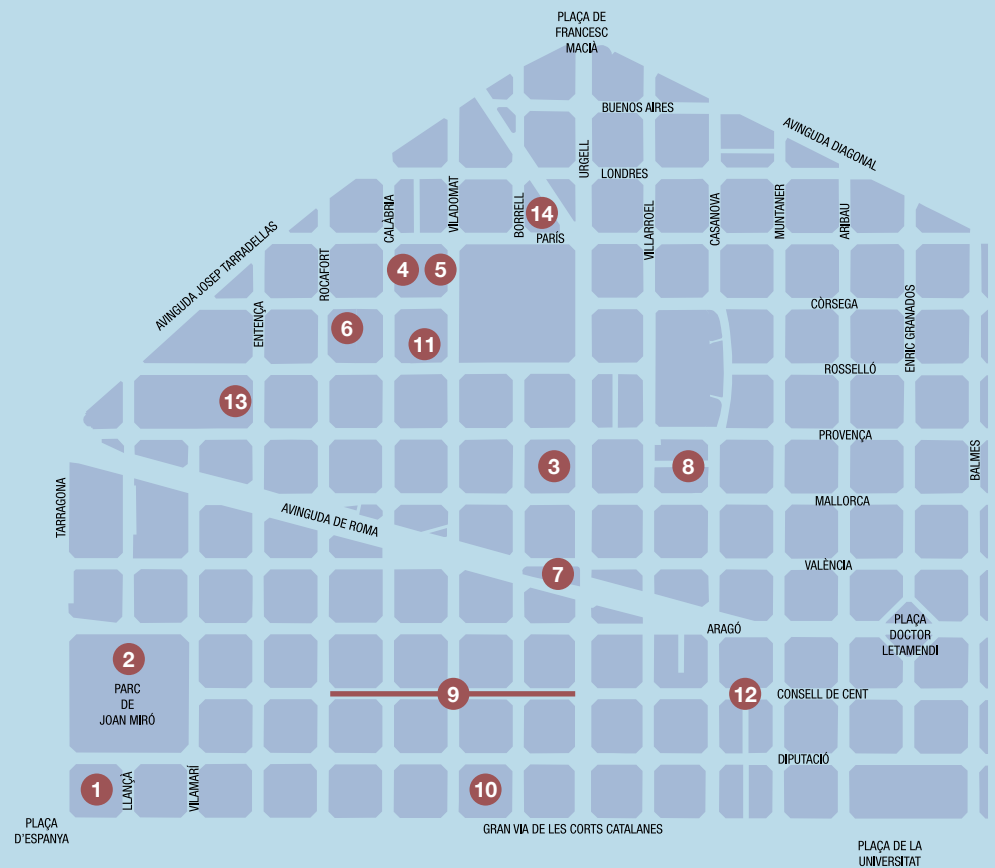 PLAÇA DE
FRANCESC
MACIÀ
BUENOS AIRES
AVINGUDA DIAGONAL
URGELL
LONDRES
CALÀBRIA
VILADOMAT
BORRELL
14
PARÍS
VILLARROEL
CASANOVA
MUNTANER
ARIBAU
AVINGUDA JOSEP TARRADELLAS
ROCAFORT
4
5
ENTENÇA
6
11
CÒRSEGA
ENRIC GRANADOS
ROSSELLÓ
13
PROVENÇA
3
8
BALMES
TARRAGONA
MALLORCA
AVINGUDA DE ROMA
7
VALÈNCIA
ARAGÓ
PLAÇA
DOCTOR
LETAMENDI
2
PARC
DE
JOAN MIRÓ
9
12
CONSELL DE CENT
DIPUTACIÓ
1
LLANÇÀ
VILAMARÍ
10
PLAÇA
D'ESPANYA
GRAN VIA DE LES CORTS CATALANES
PLAÇA DE LA
UNIVERSITAT